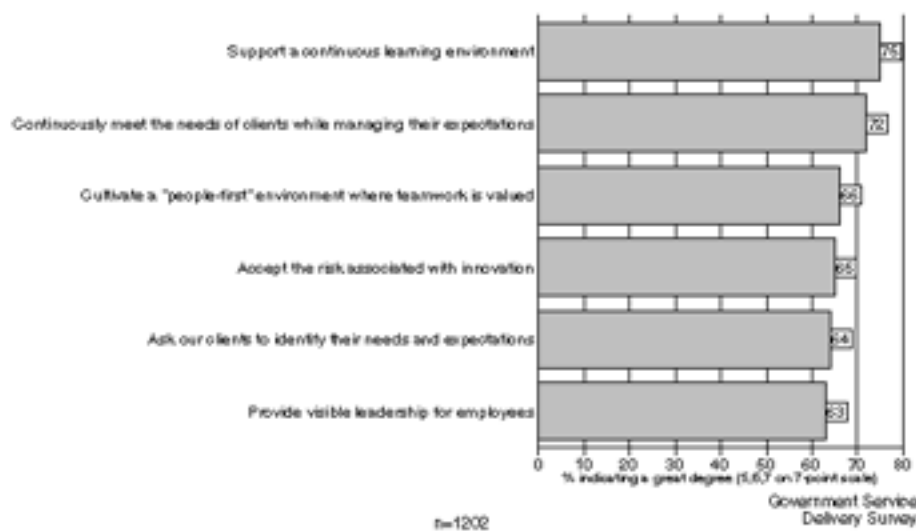 Support a continuous learning environment
75
Continuously meet the needs of clients while managing their expectations
72
Cultivate a "people-first" environment where teamwork is valued
66
Accept the risk associated with innovation
65
Ask our clients to identify their needs and expectations
64
Provide visible leadership for employees
63
0 10 20 30 40 50 60 70 80
% indicating a great degree (5,6,7 on 7-point scale)
Government Service
Delivery Survey
n=1202